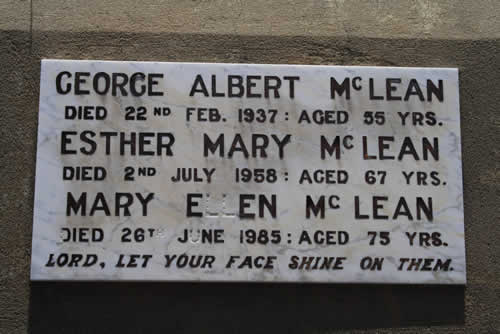 GEORGE ALBERT McLEAN
DIED 22ND FEB. 1937: AGED 55 YRS.
ESTHER MARY McLEAN
DIED 2ND JULY 1958: AGED 67 YRS.
MARY ELLEN McLEAN
DIED 26TH JUNE 1985: AGED 75 YRS.
LORD, LET YOUR FACE SHINE ON THEM.